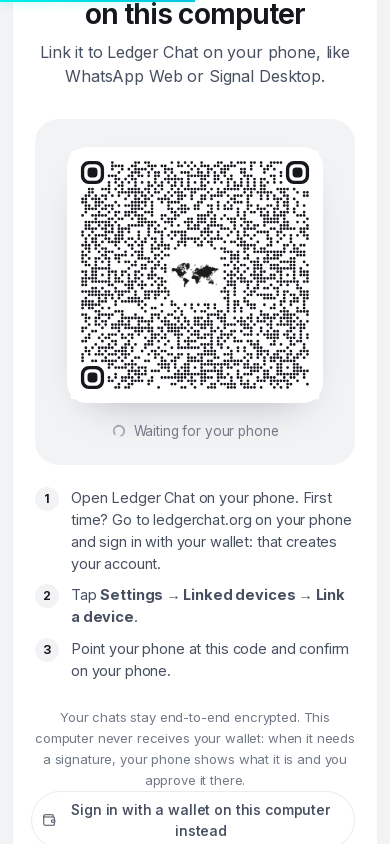 on this computer
Link it to Ledger Chat on your phone, like
WhatsApp Web or Signal Desktop.
Waiting for your phone
1 Open Ledger Chat on your phone. First
time? Go to ledgerchat.org on your phone
and sign in with your wallet: that creates
your account.
2 Tap Settings → Linked devices → Link
a device.
3 Point your phone at this code and confirm
on your phone.
Your chats stay end-to-end encrypted. This
computer never receives your wallet: when it needs
a signature, your phone shows what it is and you
approve it there.
Sign in with a wallet on this computer
instead